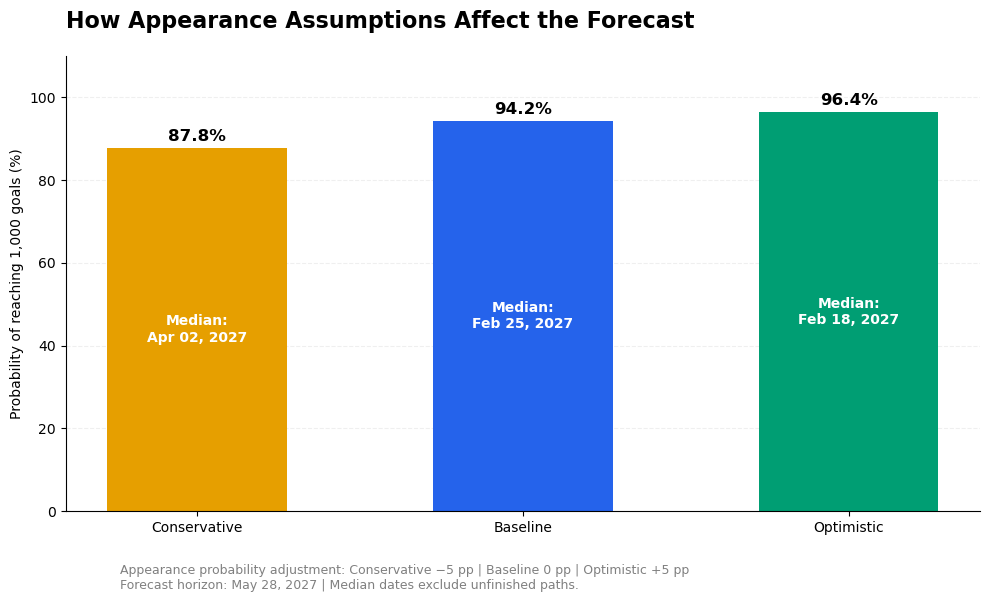 How Appearance Assumptions Affect the Forecast
Probability of reaching 1,000 goals (%)
100
80
60
40
20
0
87.8%
94.2%
96.4%
Median:
Apr 02, 2027
Median:
Feb 25, 2027
Median:
Feb 18, 2027
Conservative
Baseline
Optimistic
Appearance probability adjustment: Conservative −5 pp | Baseline 0 pp | Optimistic +5 pp
Forecast horizon: May 28, 2027 | Median dates exclude unfinished paths.